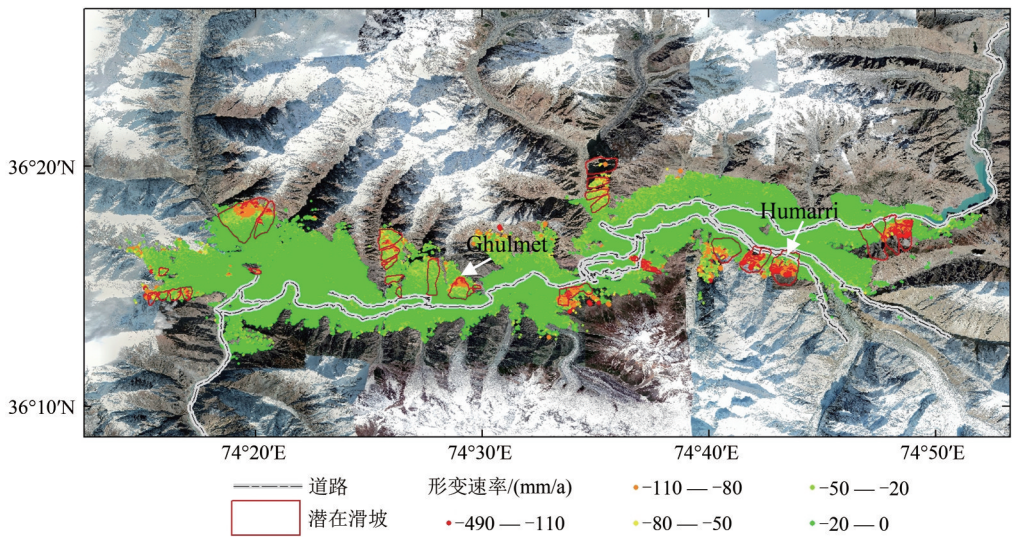 36°20′N
Humarri
Ghulmet
36°10′N
74°20′E 74°30′E 74°40′E 74°50′E
道路 形变速率/(mm/a) −110 — −80 −50 — −20
潜在滑坡 −490 — −110 −80 — −50 −20 — 0